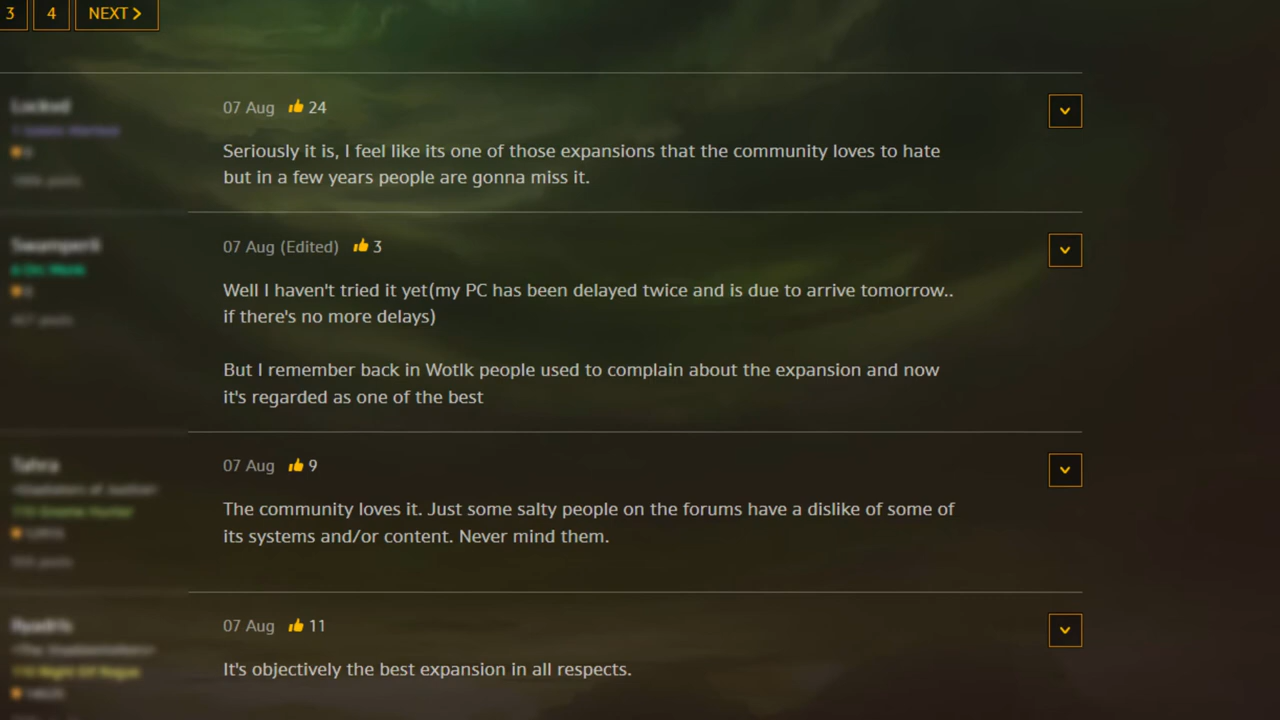 3 4 NEXT
07 Aug 24
Seriously it is, I feel like its one of those expansions that the community loves to hate
but in a few years people are gonna miss it.
07 Aug (Edited) 3
Well I haven't tried it yet(my PC has been delayed twice and is due to arrive tomorrow..
if there's no more delays)
But I remember back in Wotlk people used to complain about the expansion and now
it's regarded as one of the best
07 Aug 9
The community loves it. Just some salty people on the forums have a dislike of some of
its systems and/or content. Never mind them.
07 Aug 11
It's objectively the best expansion in all respects.